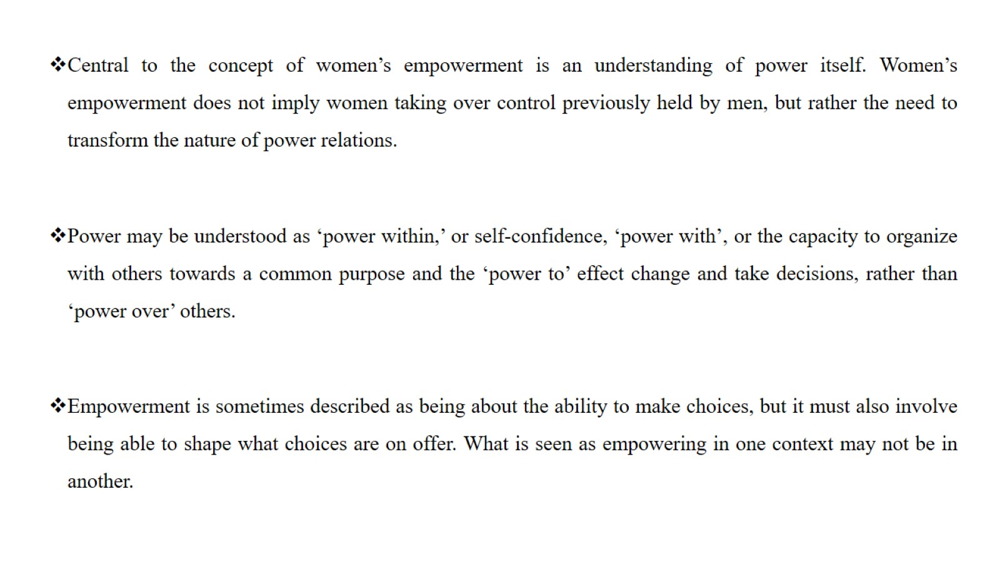 ❖Central to the concept of women’s empowerment is an understanding of power itself. Women’s
empowerment does not imply women taking over control previously held by men, but rather the need to
transform the nature of power relations.
❖Power may be understood as ‘power within,’ or self-confidence, ‘power with’, or the capacity to organize
with others towards a common purpose and the ‘power to’ effect change and take decisions, rather than
‘power over’ others.
❖Empowerment is sometimes described as being about the ability to make choices, but it must also involve
being able to shape what choices are on offer. What is seen as empowering in one context may not be in
another.